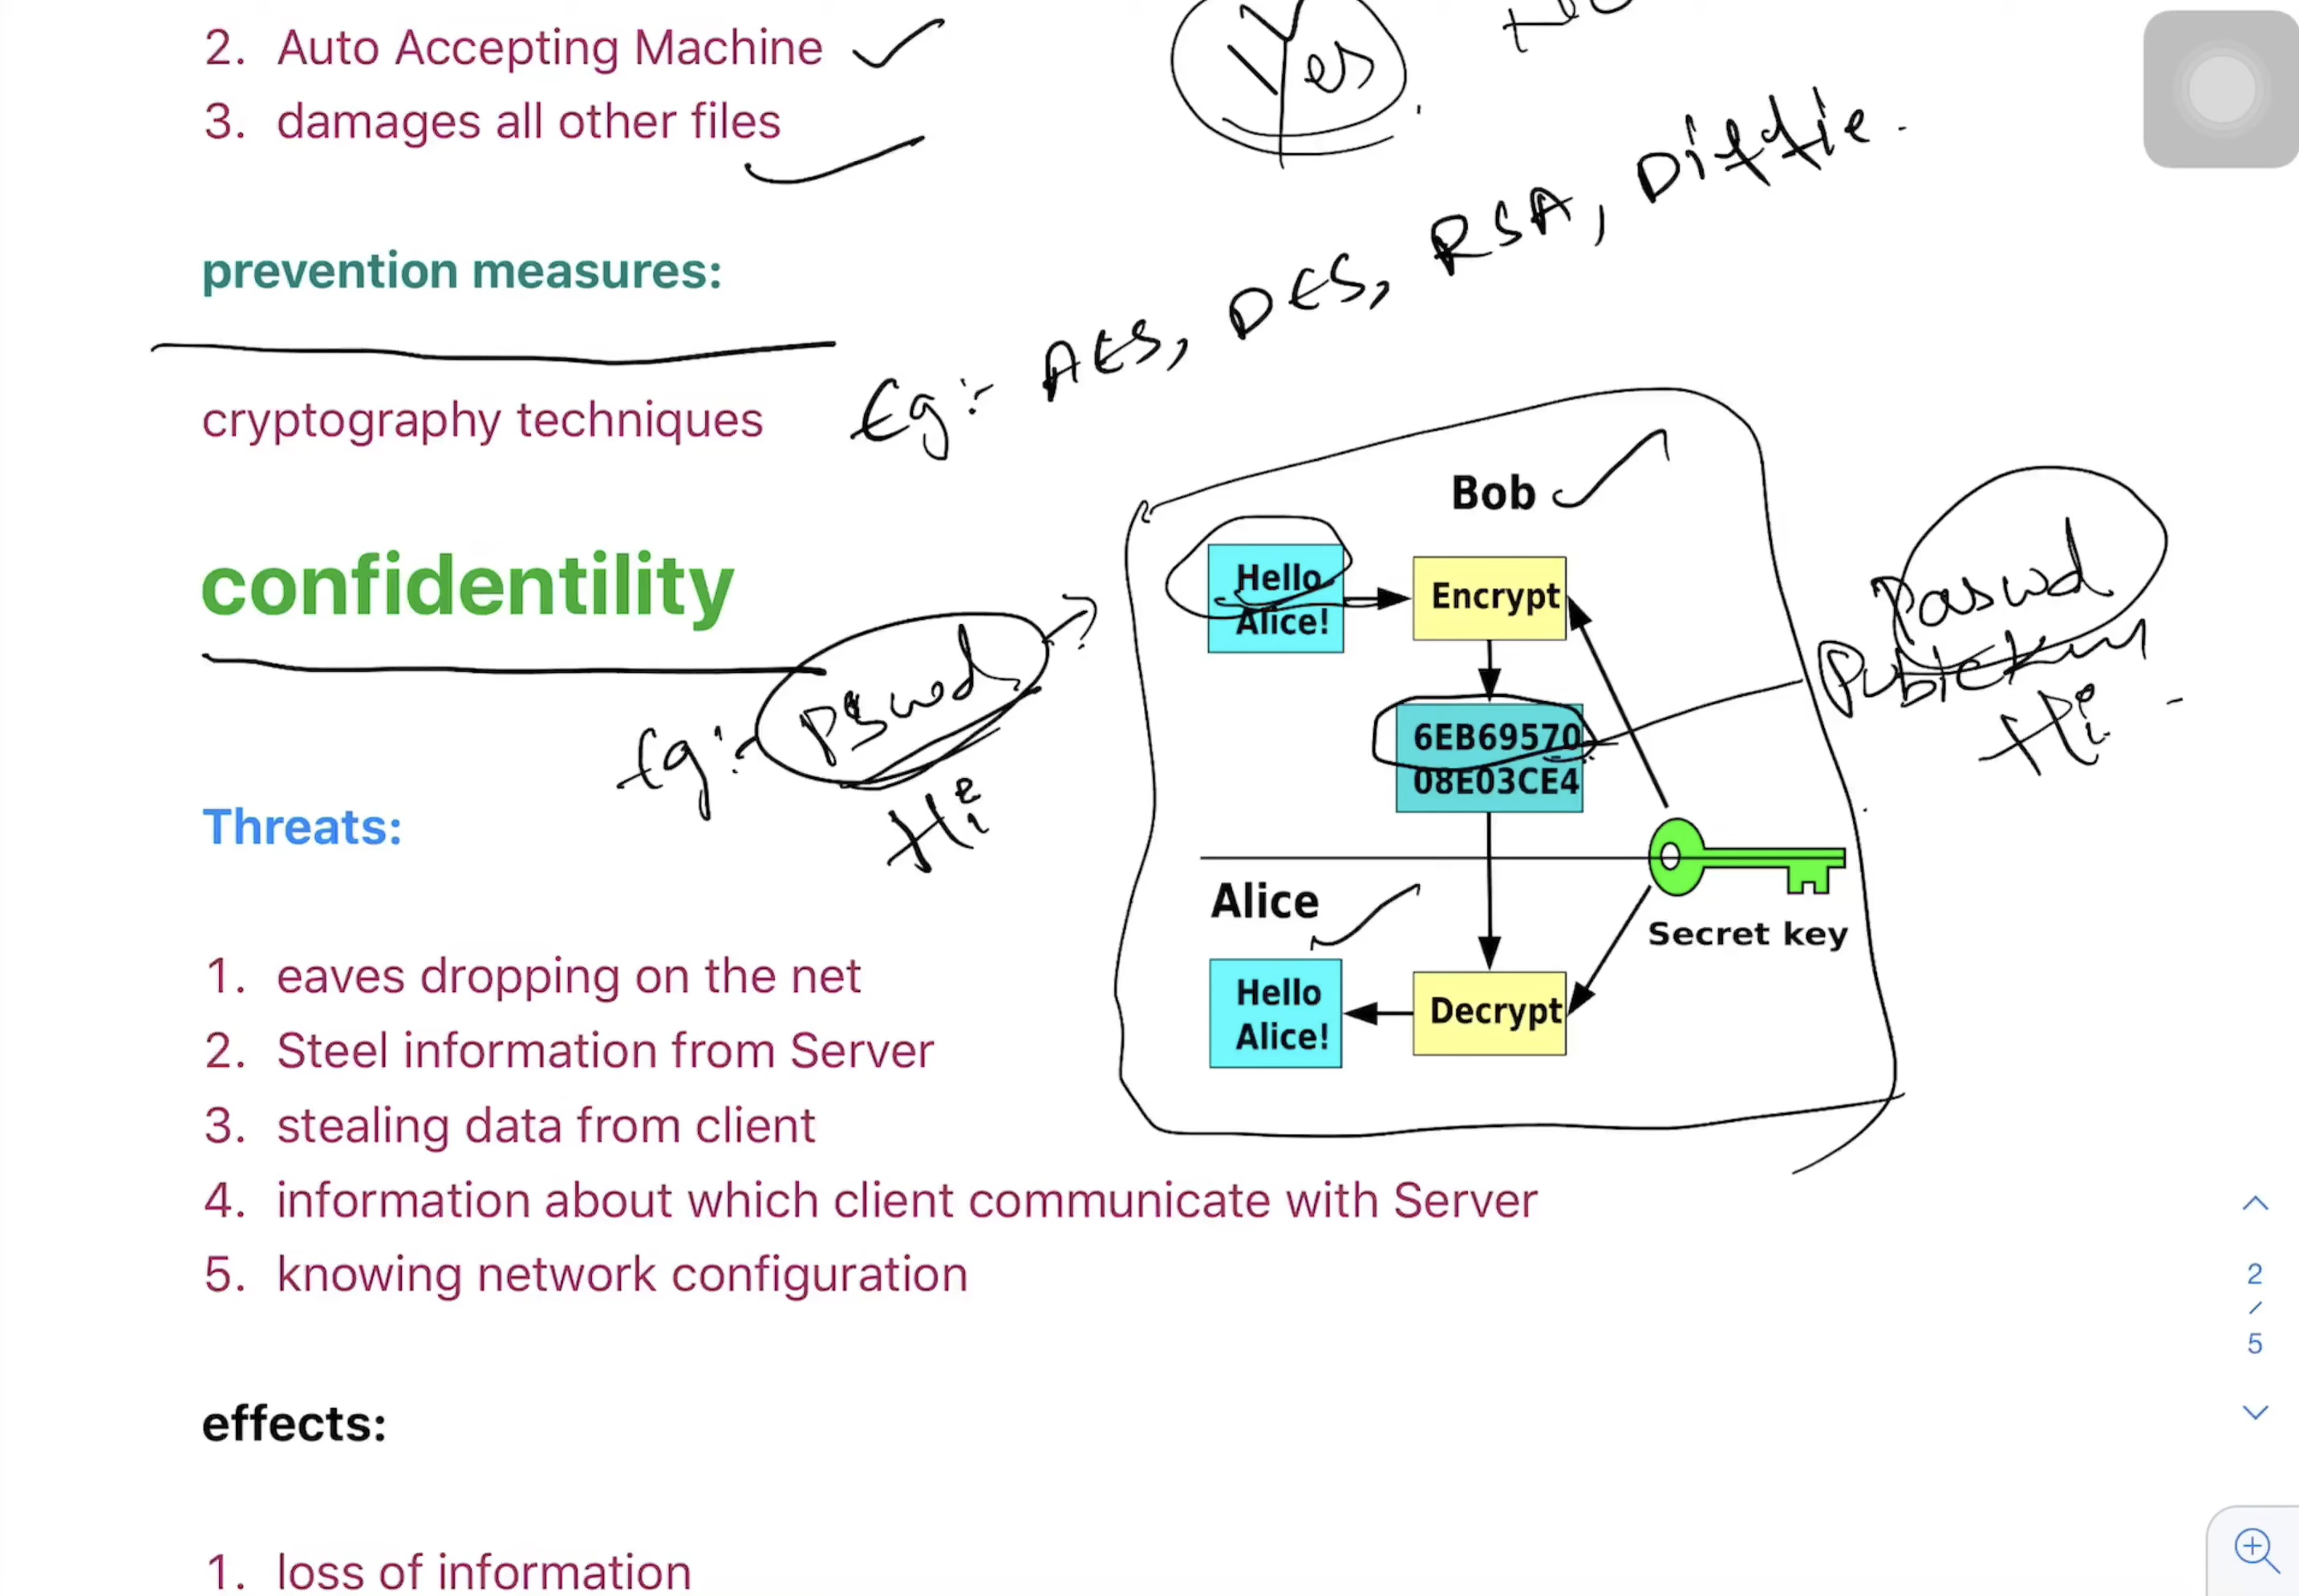 2. Auto Accepting Machine
Yes
3. damages all other files
prevention measures:
Eg:- AES, DES, RSA, Diffie.
cryptography techniques
Bob
Hello
Alice!
Encrypt
confidentility
Eg:- Pswd
Hi
Paswd
Hi
6EB69570
08E03CE4
Threats:
Alice
Secret key
Hello
Alice!
Decrypt
1. eaves dropping on the net
2. Steel information from Server
3. stealing data from client
4. information about which client communicate with Server
5. knowing network configuration
2
/
5
effects:
1. loss of information